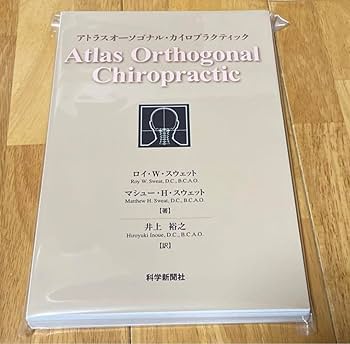 アトラスオーソゴナル・カイロプラクティック
Atlas Orthogonal
Chiropractic
ロイ・W・スウェット
Roy W. Sweat, D.C., B.C.A.O.
マシュー・H・スウェット
Matthew H. Sweat, D.C., B.C.A.O.
【著】
井上 裕之
Hiroyuki Inoue, D.C., B.C.A.O.
【訳】
科学新聞社